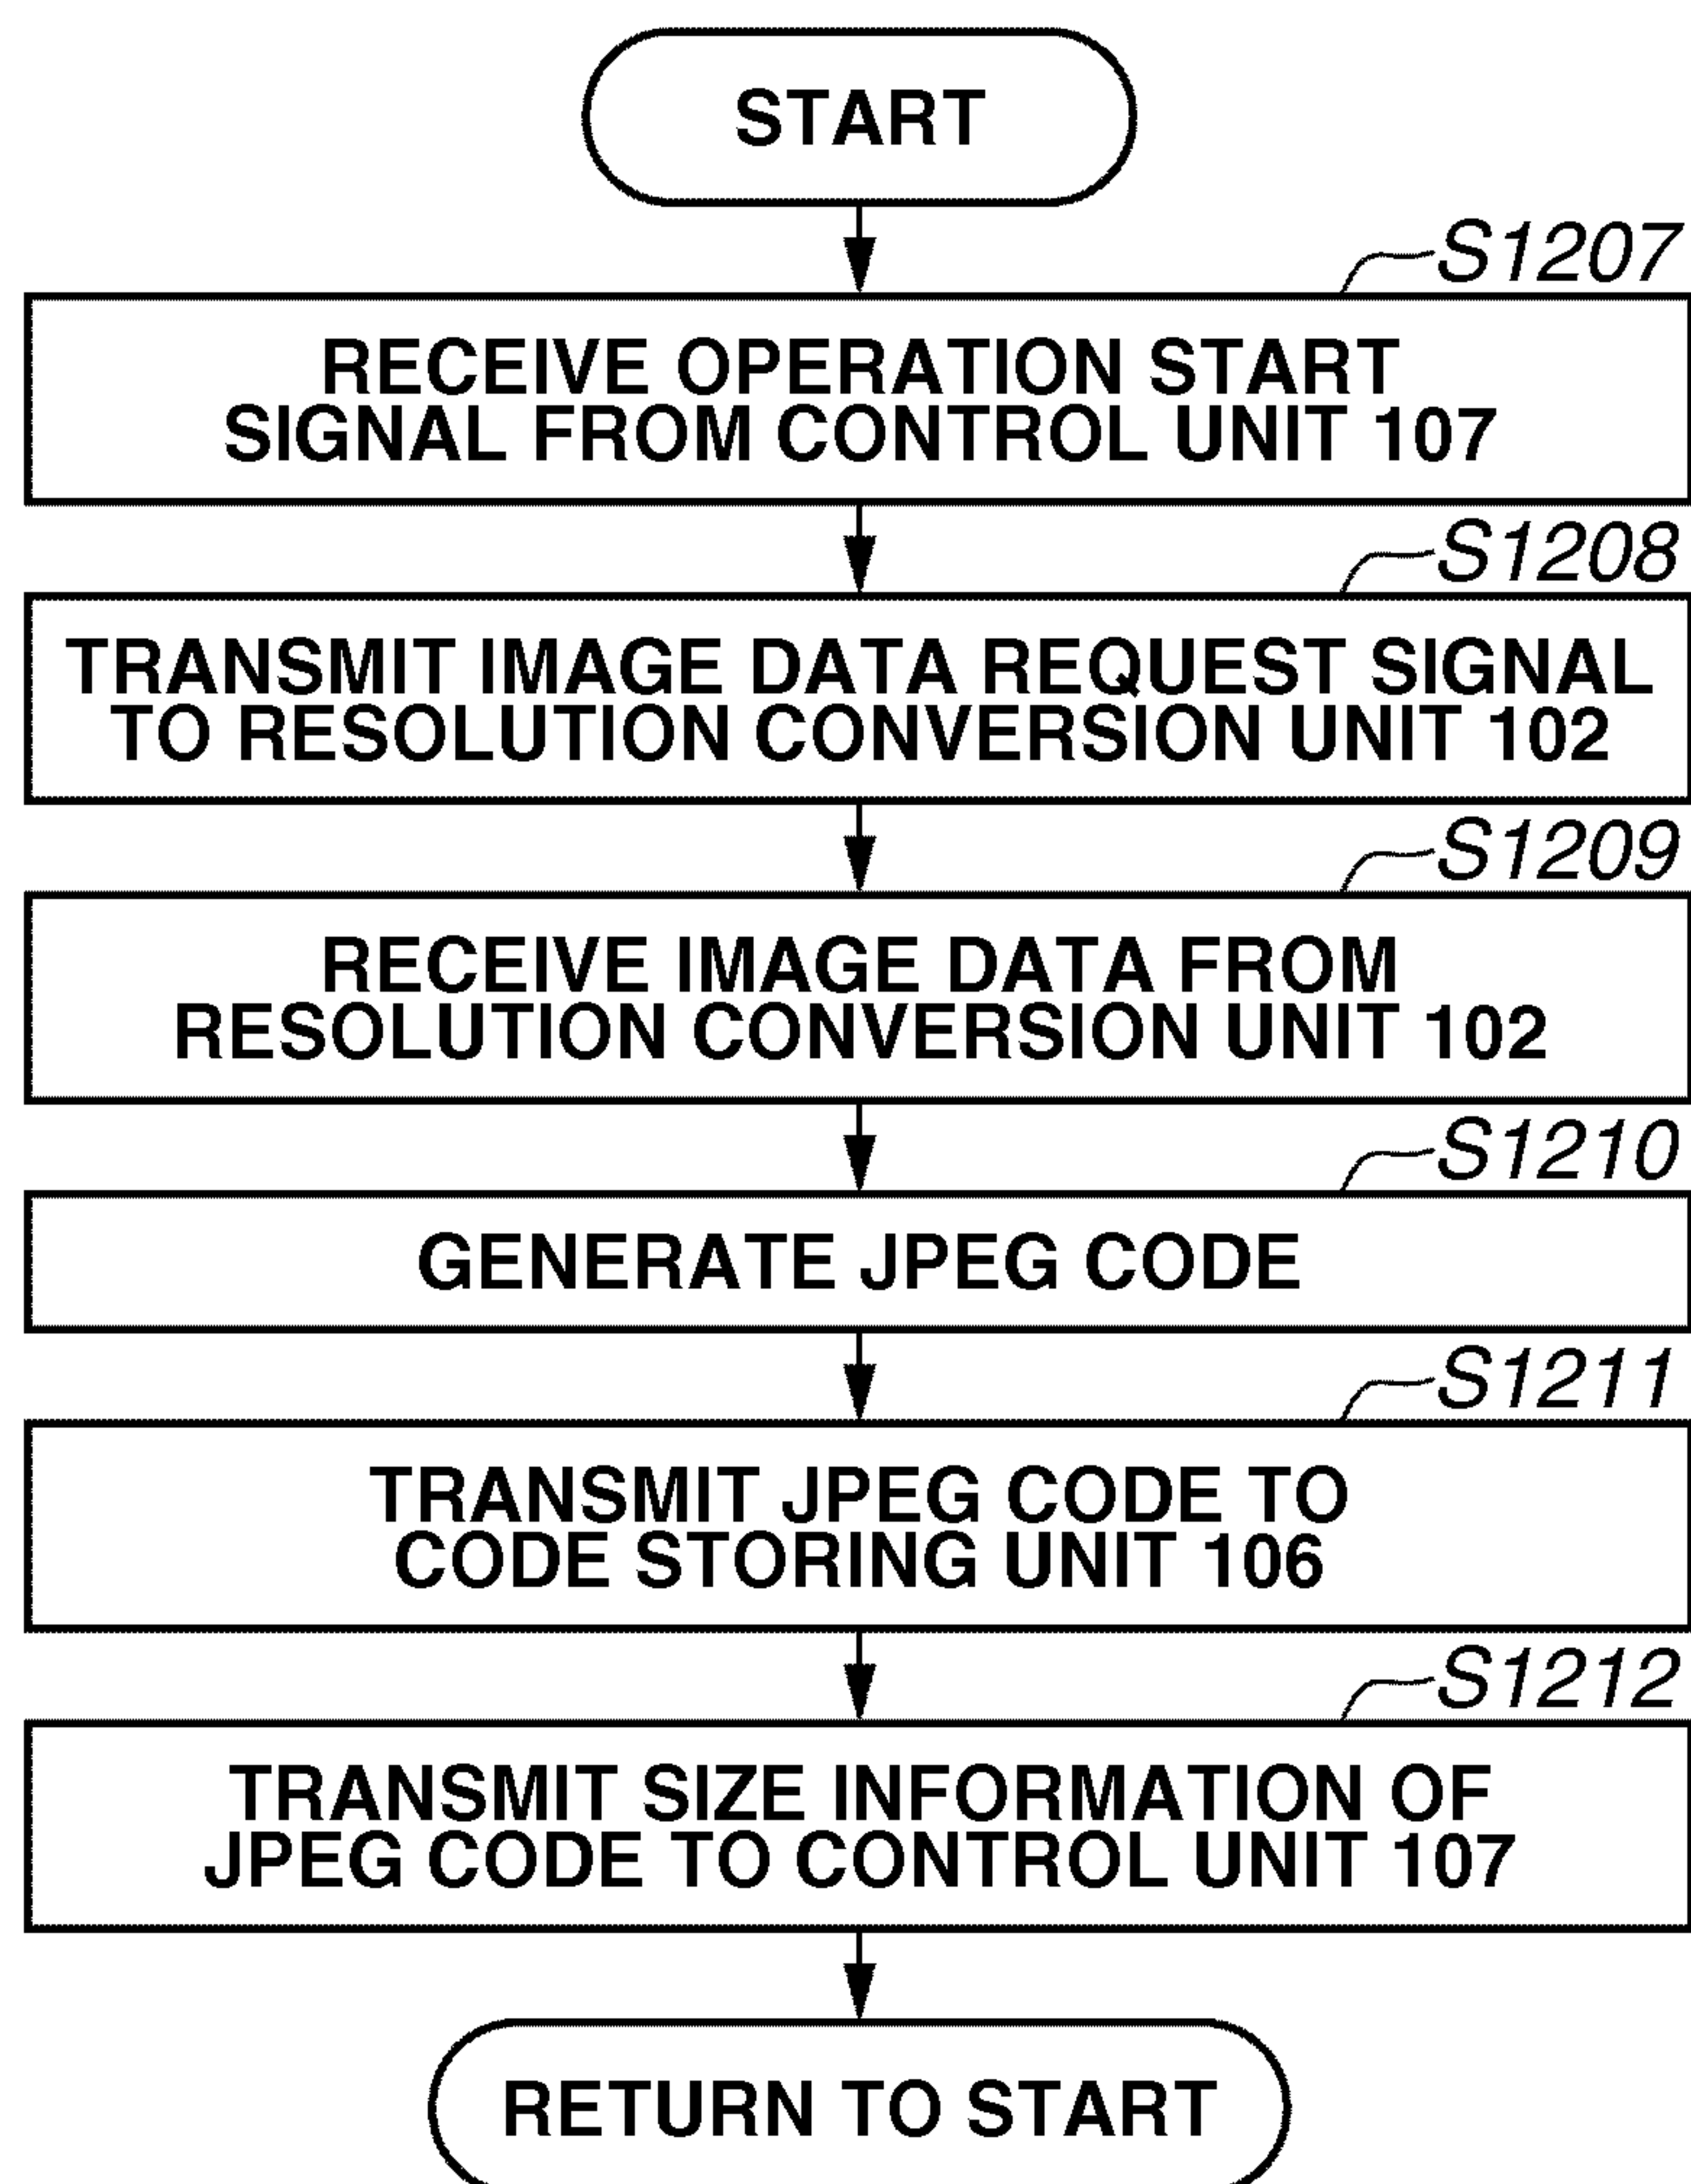 START
S1207
RECEIVE OPERATION START
SIGNAL FROM CONTROL UNIT 107
S1208
TRANSMIT IMAGE DATA REQUEST SIGNAL
TO RESOLUTION CONVERSION UNIT 102
S1209
RECEIVE IMAGE DATA FROM
RESOLUTION CONVERSION UNIT 102
S1210
GENERATE JPEG CODE
S1211
TRANSMIT JPEG CODE TO
CODE STORING UNIT 106
S1212
TRANSMIT SIZE INFORMATION OF
JPEG CODE TO CONTROL UNIT 107
RETURN TO START